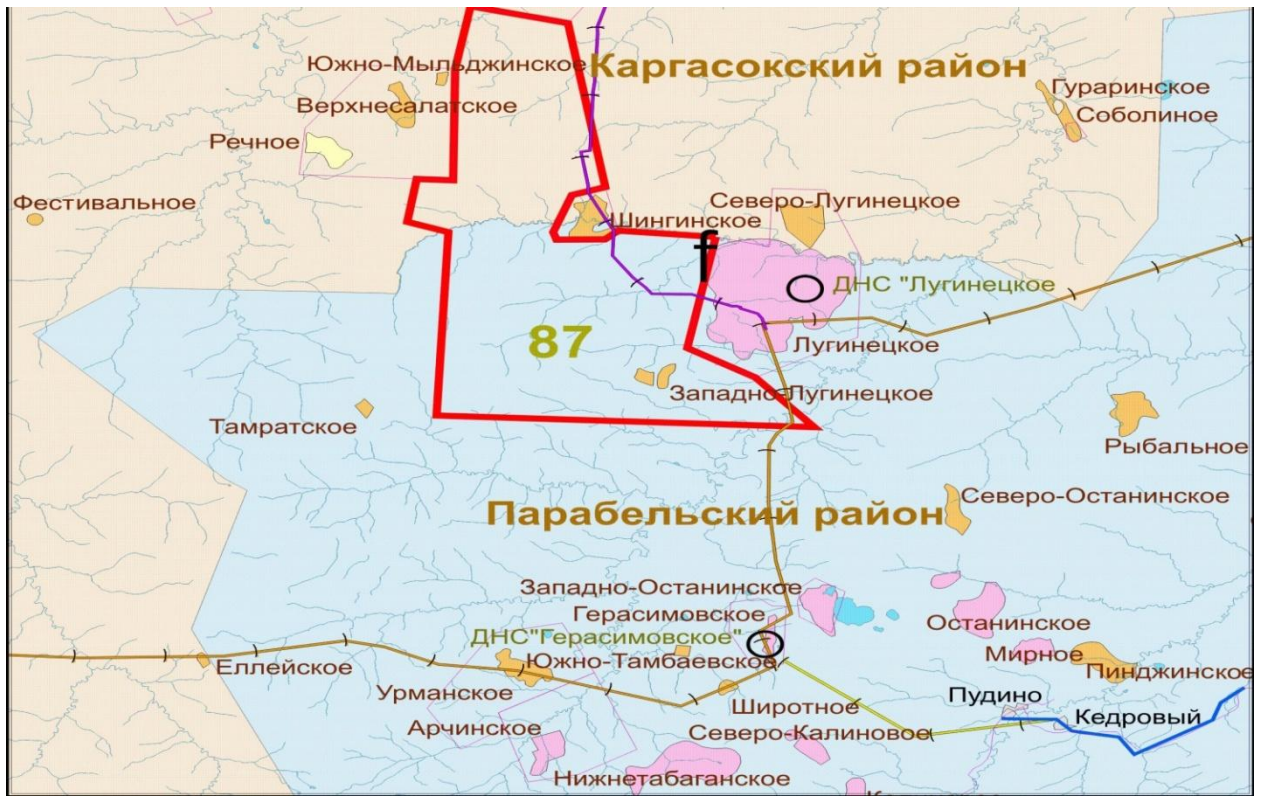 Южно-Мыльджинское
Каргасокский район
Верхнесалатское
Гураринское
Соболиное
Речное
Фестивальное
Северо-Лугинецкое
Шингинское
f
ДНС "Лугинецкое
87
Лугинецкое
Западно-Лугинецкое
Тамратское
Рыбальное
Северо-Останинское
Парабельский район
Западно-Останинское
Герасимовское
Останинское
ДНС"Герасимовское"
Мирное
Еллейское
Южно-Тамбаевское
Пинджинское
Урманское
Пудино
Широтное
Кедровый
Арчинское
Северо-Калиновое
Нижнетабаганское